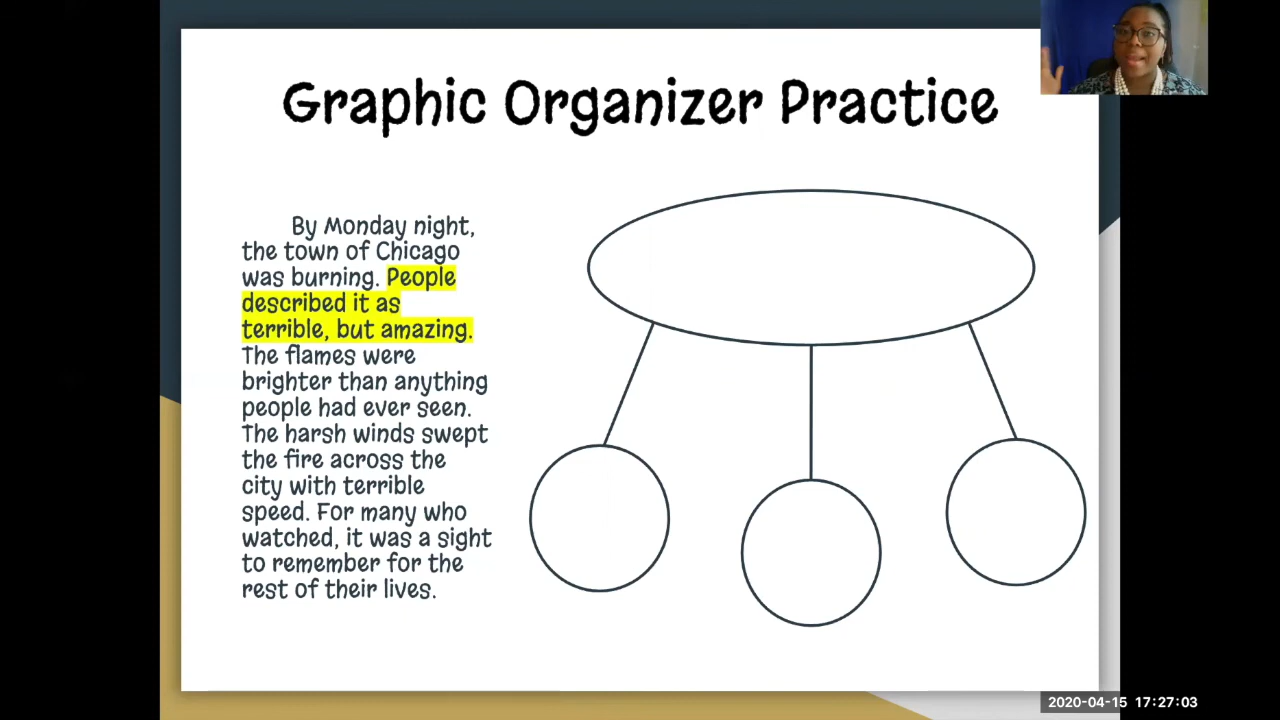 Graphic Organizer Practice
By Monday night,
the town of Chicago
was burning. People
described it as
terrible, but amazing.
The flames were
brighter than anything
people had ever seen.
The harsh winds swept
the fire across the
city with terrible
speed. For many who
watched, it was a sight
to remember for the
rest of their lives.
2020-04-15 17:27:03